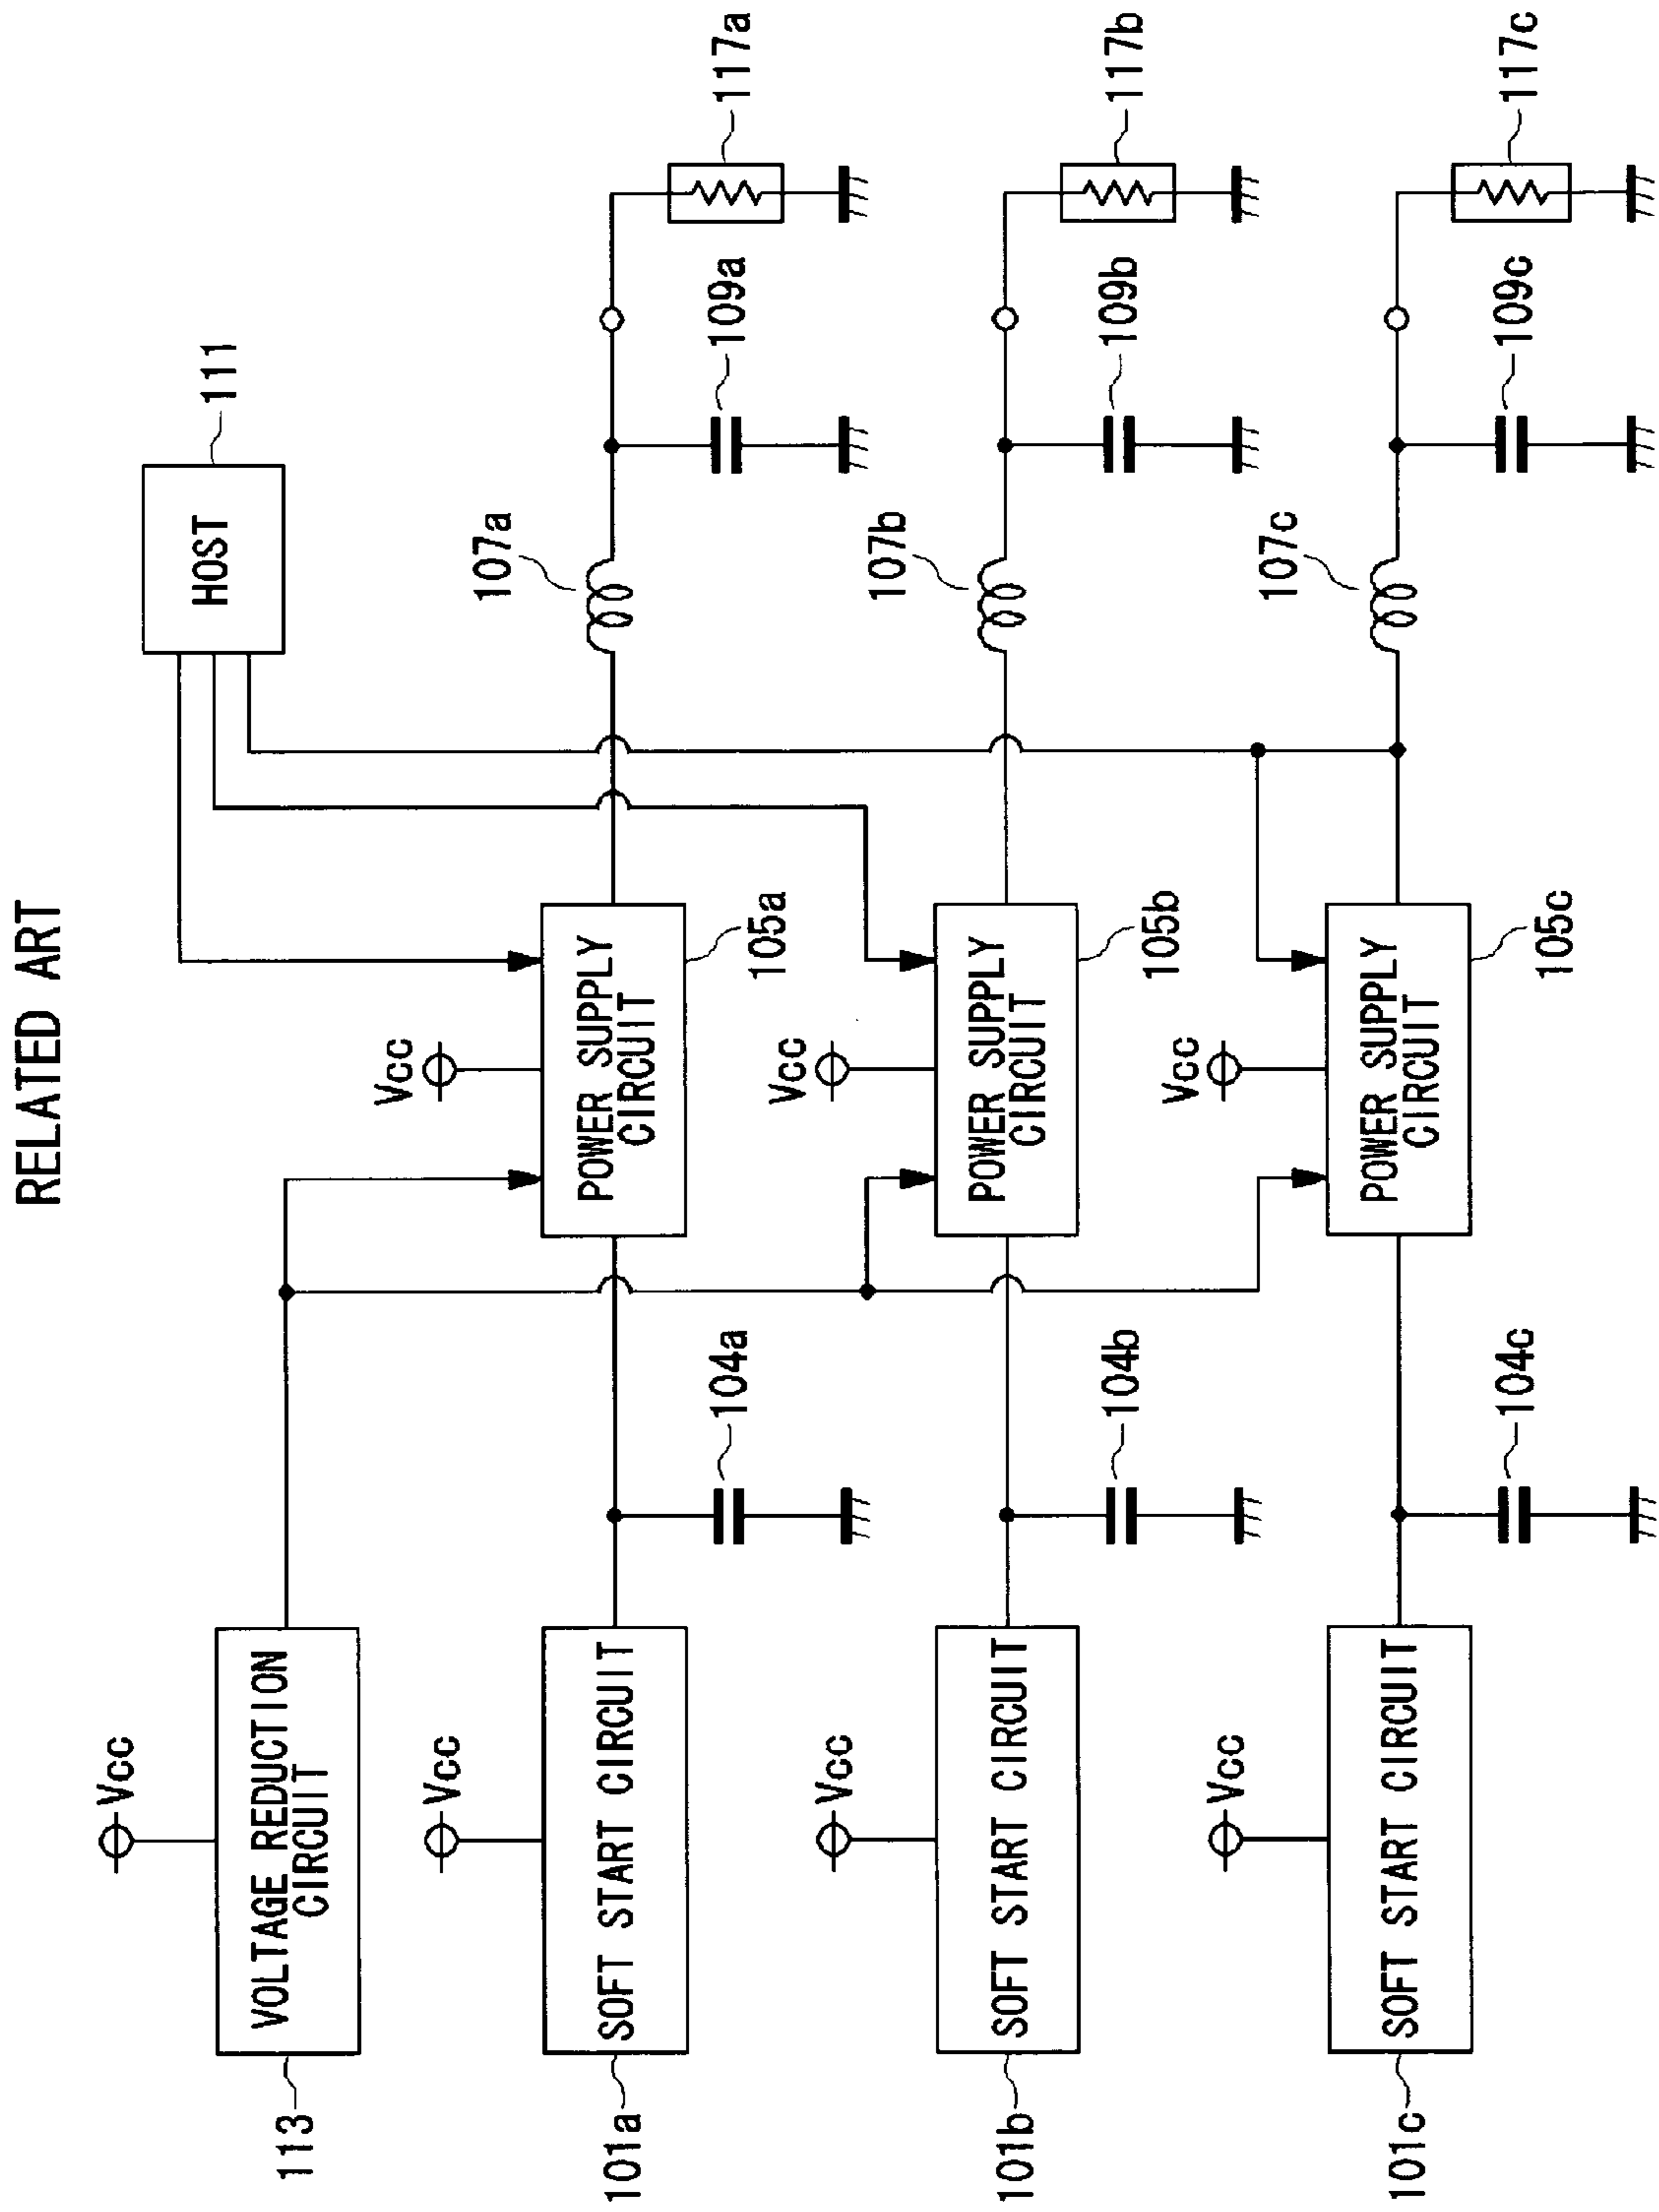 RELATED ART
HOST
111
Vcc
VOLTAGE REDUCTION
CIRCUIT
113
Vcc
SOFT START CIRCUIT
101a
104a
Vcc
POWER SUPPLY
CIRCUIT
105a
107a
109a
117a
Vcc
SOFT START CIRCUIT
101b
104b
Vcc
POWER SUPPLY
CIRCUIT
105b
107b
109b
117b
Vcc
SOFT START CIRCUIT
101c
104c
Vcc
POWER SUPPLY
CIRCUIT
105c
107c
109c
117c